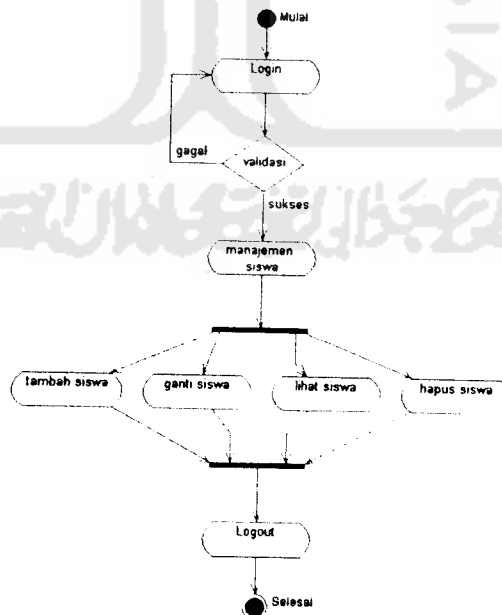 Mulai
Login
gagal
validasi
sukses
manajemen
siswa
tambah siswa
ganti siswa
lihat siswa
hapus siswa
Logout
Selesai